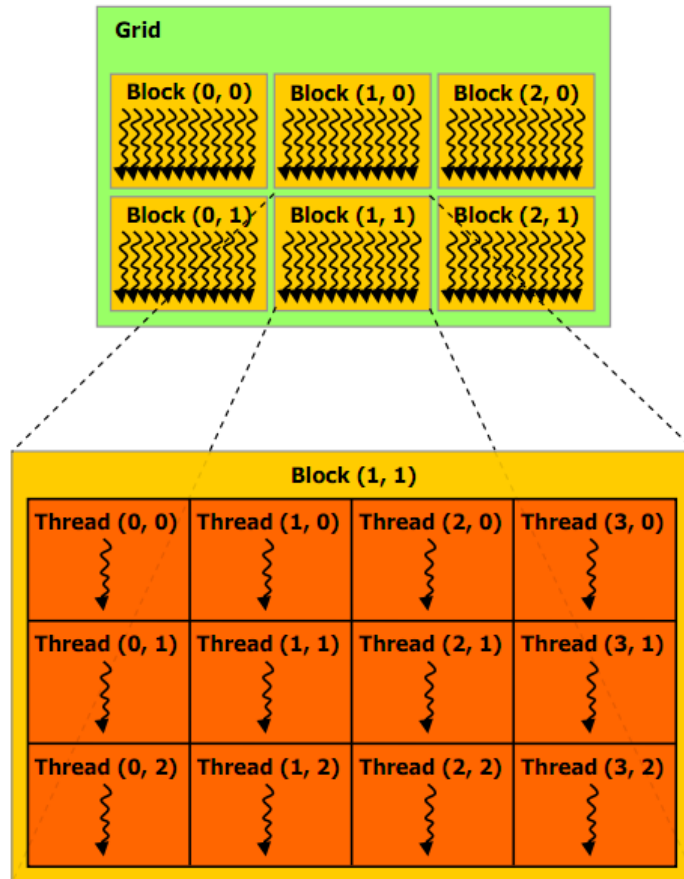 Grid
Block (0, 0) Block (1, 0) Block (2, 0)
Block (0, 1) Block (1, 1) Block (2, 1)
Block (1, 1)
Thread (0, 0) Thread (1, 0) Thread (2, 0) Thread (3, 0)
Thread (0, 1) Thread (1, 1) Thread (2, 1) Thread (3, 1)
Thread (0, 2) Thread (1, 2) Thread (2, 2) Thread (3, 2)